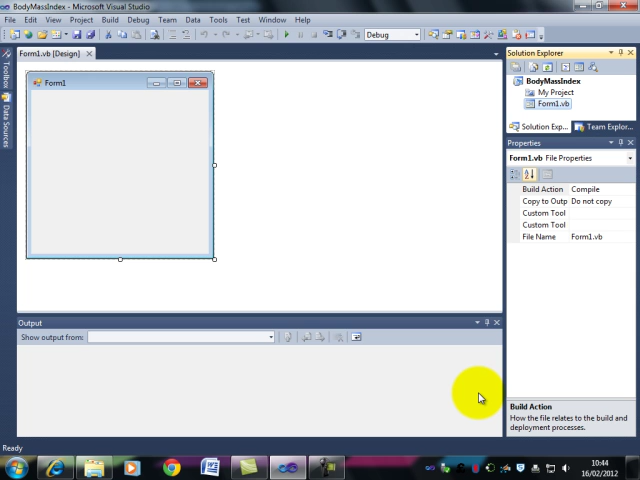 BodyMassIndex - Microsoft Visual Studio
File Edit View Project Build Debug Team Data Tools Test Window Help
Debug
Form1.vb [Design]
Toolbox
Data Sources
Form1
Solution Explorer
BodyMassIndex
My Project
Form1.vb
Solution Exp... Team Explor...
Properties
Form1.vb File Properties
Build Action Compile
Copy to Outp Do not copy
Custom Tool
Custom Tool
File Name Form1.vb
Build Action
How the file relates to the build and
deployment processes.
Output
Show output from:
Ready
10:44
16/02/2012